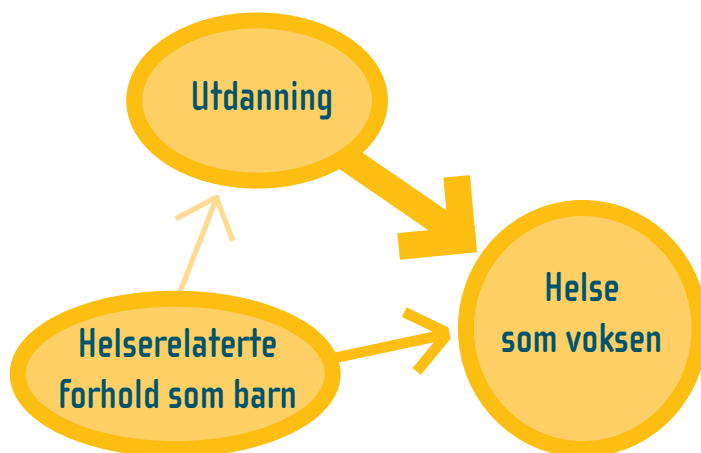 Utdanning
Helse
som voksen
Helserelaterte
forhold som barn